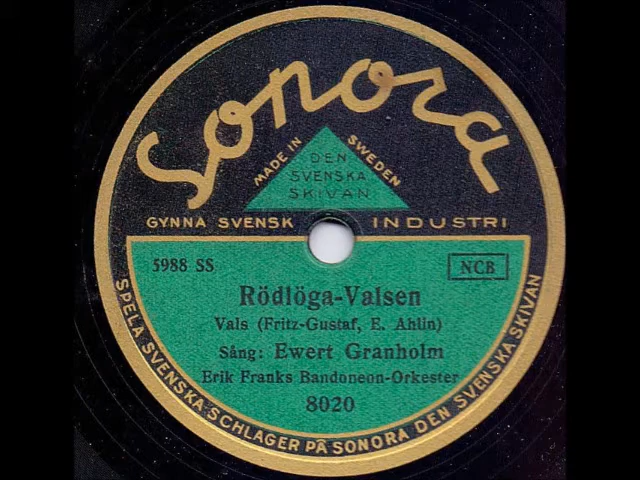 Sonora
MADE IN SWEDEN
DEN
SVENSKA
SKIVAN
GYNNA SVENSK INDUSTRI
5988 SS
NCB
Rödlöga-Valsen
Vals (Fritz-Gustaf, E. Ahlin)
Sång: Ewert Granholm
Erik Franks Bandoneon-Orkester
8020
SPELA SVENSKA SCHLAGER PÅ SONORA DEN SVENSKA SKIVAN